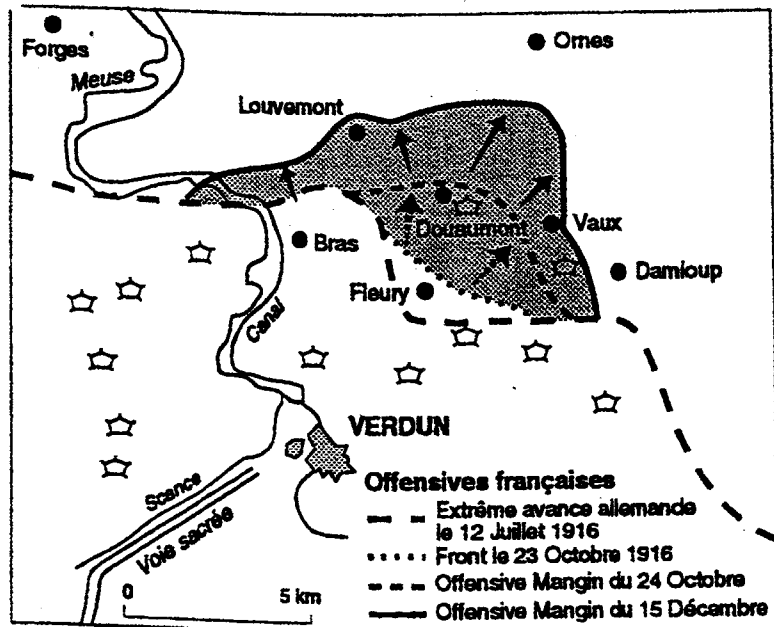 Forges
Ornes
Meuse
Louvemont
Douaumont
Vaux
Bras
Damloup
Fleury
Canal
VERDUN
Scance
Voie sacrée
0
5 km
Offensives françaises
Extrême avance allemande
le 12 Juillet 1916
Front le 23 Octobre 1916
Offensive Mangin du 24 Octobre
Offensive Mangin du 15 Décembre